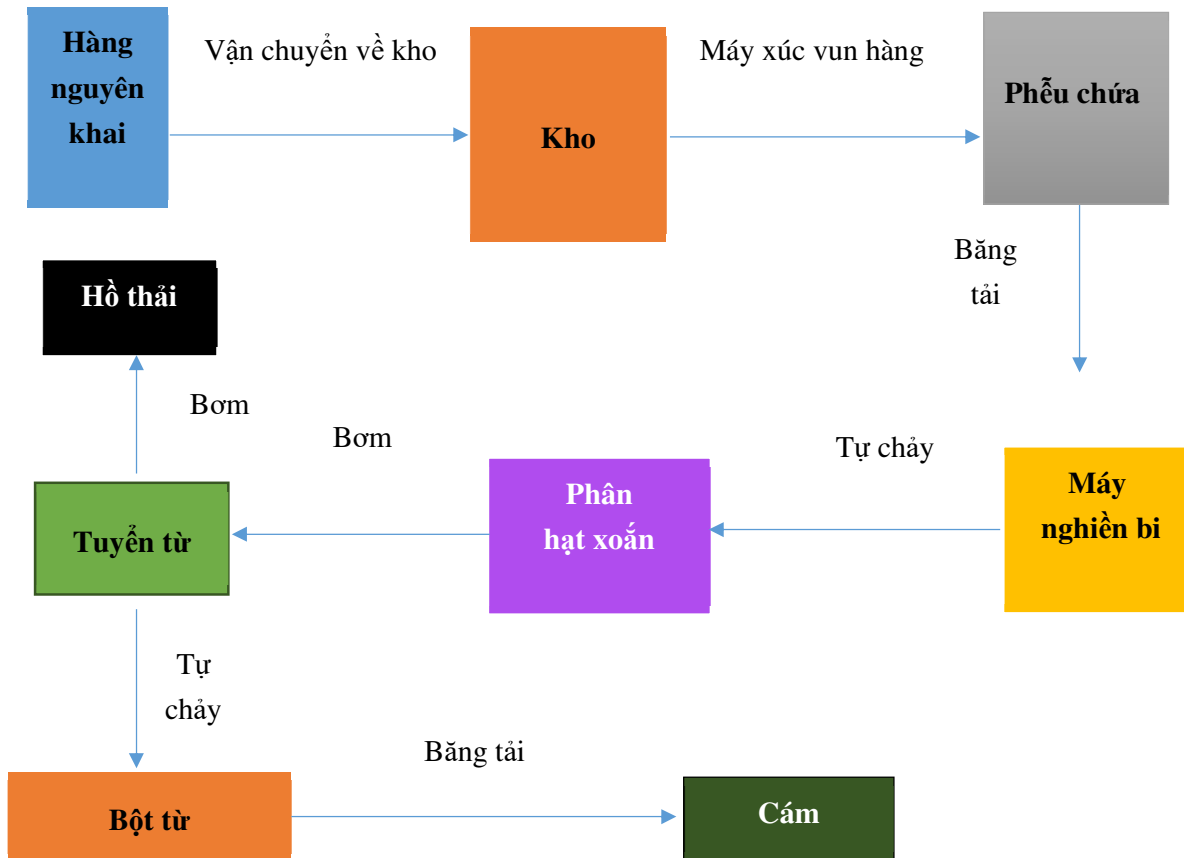 Hàng
nguyên
khai
Vận chuyển về kho
Kho
Máy xúc vun hàng
Phễu chứa
Băng
tải
Hồ thải
Bơm
Bơm
Tự chảy
Máy
nghiền bi
Phân
hạt xoắn
Tuyển từ
Tự
chảy
Bột từ
Băng tải
Cám